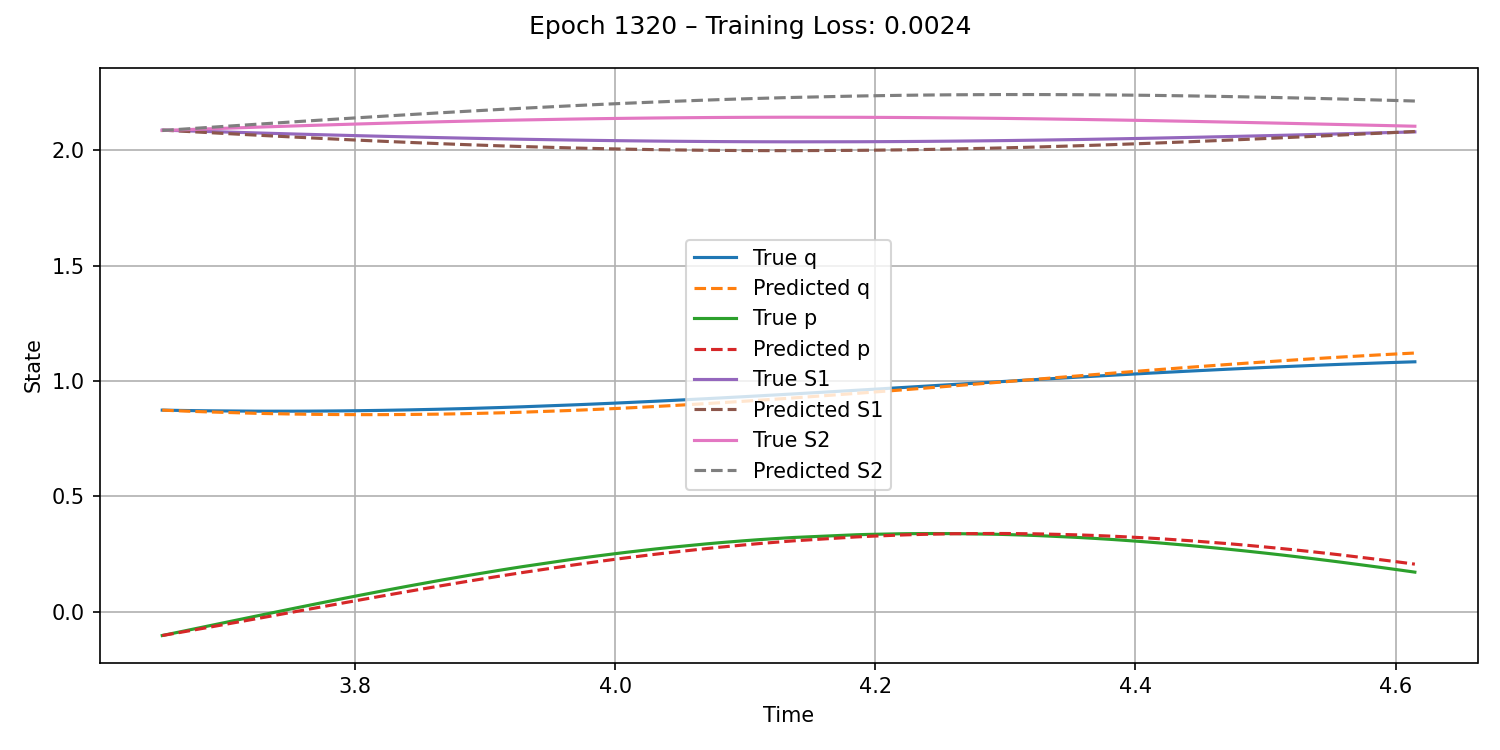 Epoch 1320 – Training Loss: 0.0024
2.0
1.5
1.0
0.5
0.0
State
True q
Predicted q
True p
Predicted p
True S1
Predicted S1
True S2
Predicted S2
3.8 4.0 4.2 4.4 4.6
Time